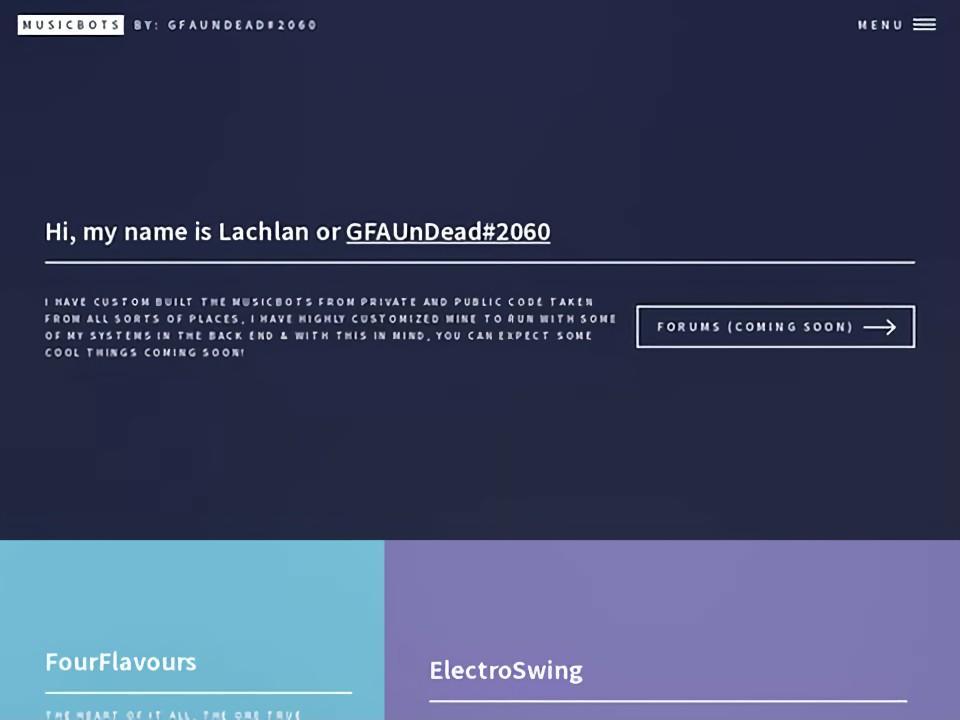 MUSICBOTS BY: GFAUNDEAD#2060
MENU
Hi, my name is Lachlan or GFAUnDead#2060
I HAVE CUSTOM BUILT THE MUSICBOTS FROM PRIVATE AND PUBLIC CODE TAKEN
FROM ALL SORTS OF PLACES, I HAVE HIGHLY CUSTOMIZED MINE TO RUN WITH SOME
OF MY SYSTEMS IN THE BACK END & WITH THIS IN MIND, YOU CAN EXPECT SOME
COOL THINGS COMING SOON!
FORUMS (COMING SOON)
FourFlavours
ElectroSwing
THE HEART OF IT ALL, THE ONE TRUE